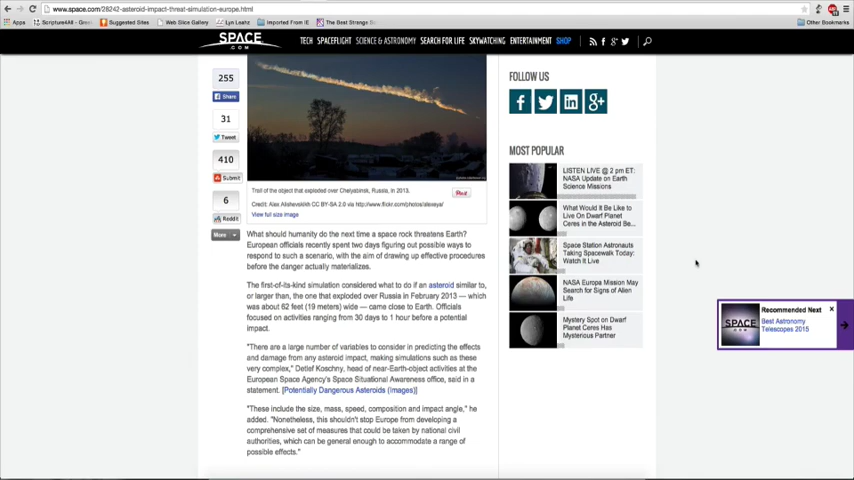 www.space.com/28242-asteroid-impact-threat-simulation-europe.html
Apps Scripture4All - Gree Suggested Sites Web Slice Gallery Lyn Leahz Imported From IE The Best Strange B Other Bookmarks
SPACE .COM TECH SPACEFLIGHT SCIENCE & ASTRONOMY SEARCH FOR LIFE SKYWATCHING ENTERTAINMENT SHOP
255
Share
31
Tweet
410
Submit
6
Reddit
More
Trail of the object that exploded over Chelyabinsk, Russia, in 2013.
Pin it
Credit: Alex Alishevskikh CC BY-SA 2.0 via http://www.flickr.com/photos/alexeya/
View full size image
What should humanity do the next time a space rock threatens Earth?
European officials recently spent two days figuring out possible ways to
respond to such a scenario, with the aim of drawing up effective procedures
before the danger actually materializes.
The first-of-its-kind simulation considered what to do if an asteroid similar to,
or larger than, the one that exploded over Russia in February 2013 — which
was about 62 feet (19 meters) wide — came close to Earth. Officials
focused on activities ranging from 30 days to 1 hour before a potential
impact.
"There are a large number of variables to consider in predicting the effects
and damage from any asteroid impact, making simulations such as these
very complex," Detlef Koschny, head of near-Earth-object activities at the
European Space Agency's Space Situational Awareness office, said in a
statement. [Potentially Dangerous Asteroids (Images)]
"These include the size, mass, speed, composition and impact angle," he
added. "Nonetheless, this shouldn't stop Europe from developing a
comprehensive set of measures that could be taken by national civil
authorities, which can be general enough to accommodate a range of
possible effects."
FOLLOW US
MOST POPULAR
LISTEN LIVE @ 2 pm ET:
NASA Update on Earth
Science Missions
What Would It Be Like to
Live On Dwarf Planet
Ceres in the Asteroid Be...
Space Station Astronauts
Taking Spacewalk Today:
Watch It Live
NASA Europa Mission May
Search for Signs of Alien
Life
Mystery Spot on Dwarf
Planet Ceres Has
Mysterious Partner
SPACE
Recommended Next
Best Astronomy
Telescopes 2015